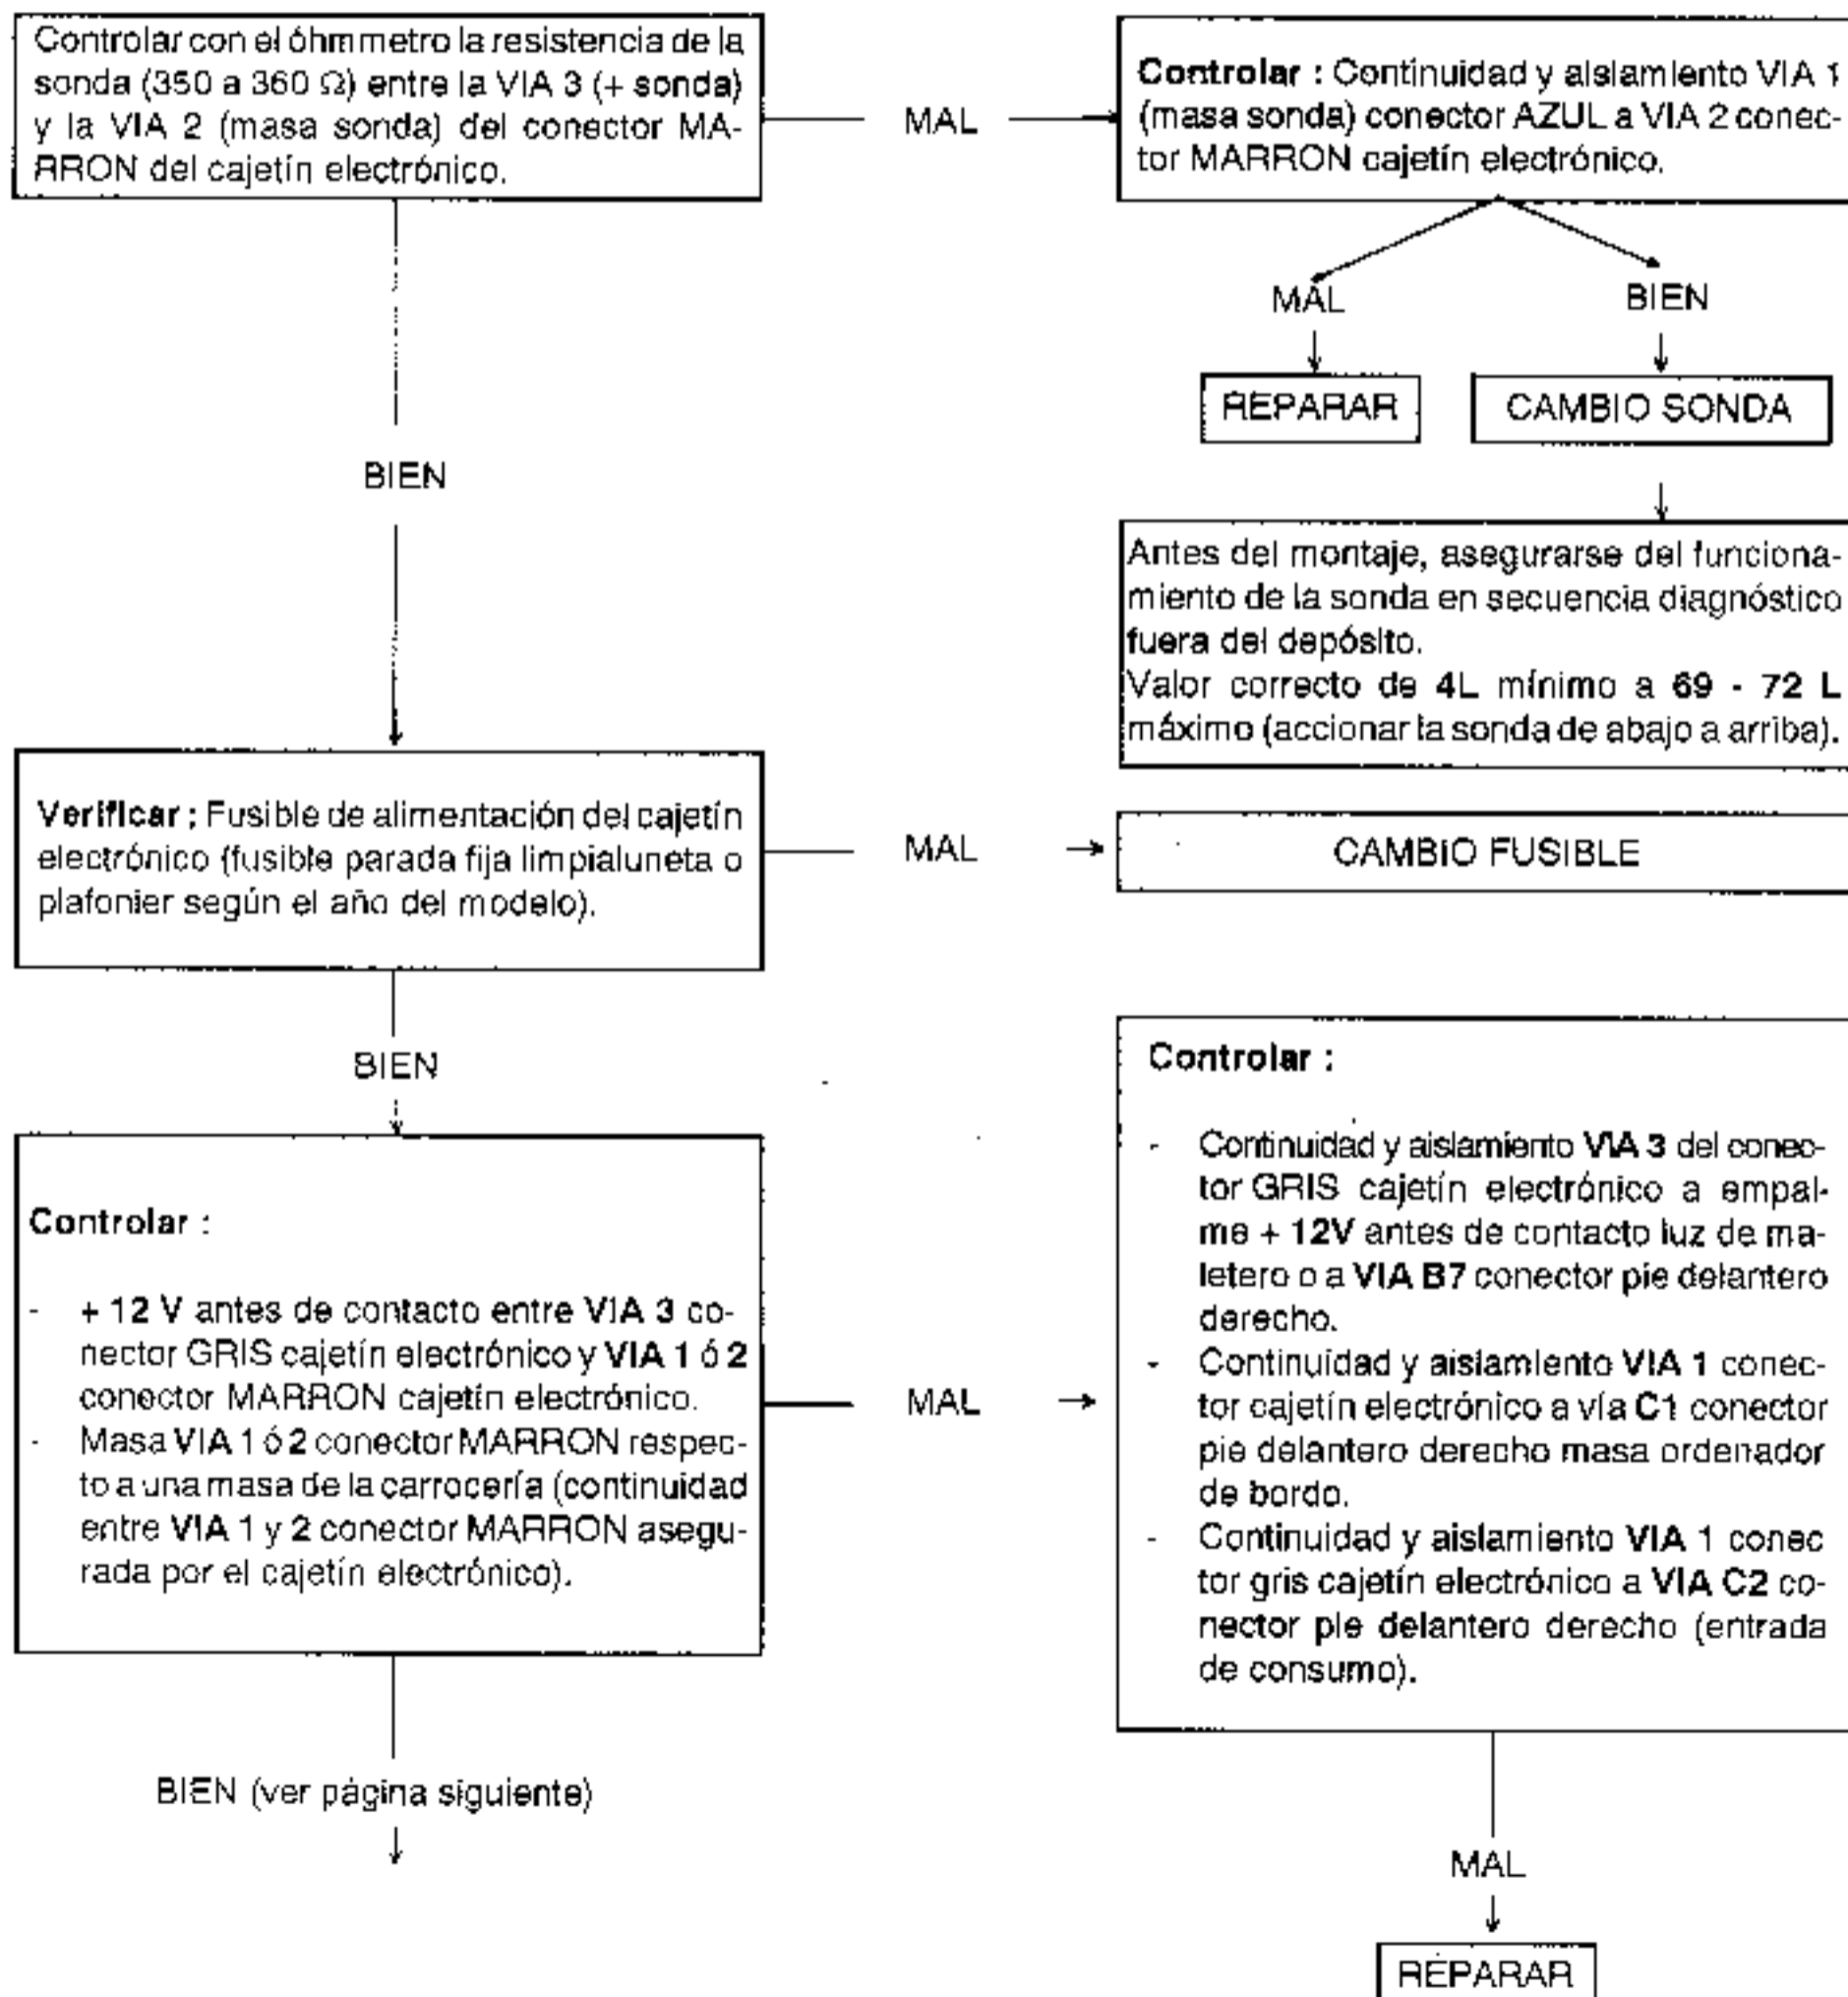 Controlar con el óhmmetro la resistencia de la
sonda (350 a 360 Ω) entre la VIA 3 (+ sonda)
y la VIA 2 (masa sonda) del conector MA-
RRON del cajetín electrónico.
MAL
Controlar : Continuidad y aislamiento VIA 1
(masa sonda) conector AZUL a VIA 2 conec-
tor MARRON cajetín electrónico.
MAL
BIEN
REPARAR
CAMBIO SONDA
BIEN
Antes del montaje, asegurarse del funciona-
miento de la sonda en secuencia diagnóstico
fuera del depósito.
Valor correcto de 4L mínimo a 69 - 72 L
máximo (accionar la sonda de abajo a arriba).
Verificar : Fusible de alimentación del cajetín
electrónico (fusible parada fija limpialuneta o
plafonier según el año del modelo).
MAL
CAMBIO FUSIBLE
BIEN
Controlar :
- + 12 V antes de contacto entre VIA 3 co-
nector GRIS cajetín electrónico y VIA 1 ó 2
conector MARRON cajetín electrónico.
- Masa VIA 1 ó 2 conector MARRON respec-
to a una masa de la carrocería (continuidad
entre VIA 1 y 2 conector MARRON asegu-
rada por el cajetín electrónico).
MAL
Controlar :
- Continuidad y aislamiento VIA 3 del conec-
tor GRIS cajetín electrónico a empal-
me + 12V antes de contacto luz de ma-
letero o a VIA B7 conector pie delantero
derecho.
- Continuidad y aislamiento VIA 1 conec-
tor cajetín electrónico a vía C1 conector
pie delantero derecho masa ordenador
de bordo.
- Continuidad y aislamiento VIA 1 conec
tor gris cajetín electrónico a VIA C2 co-
nector pie delantero derecho (entrada
de consumo).
BIEN (ver página siguiente)
MAL
REPARAR